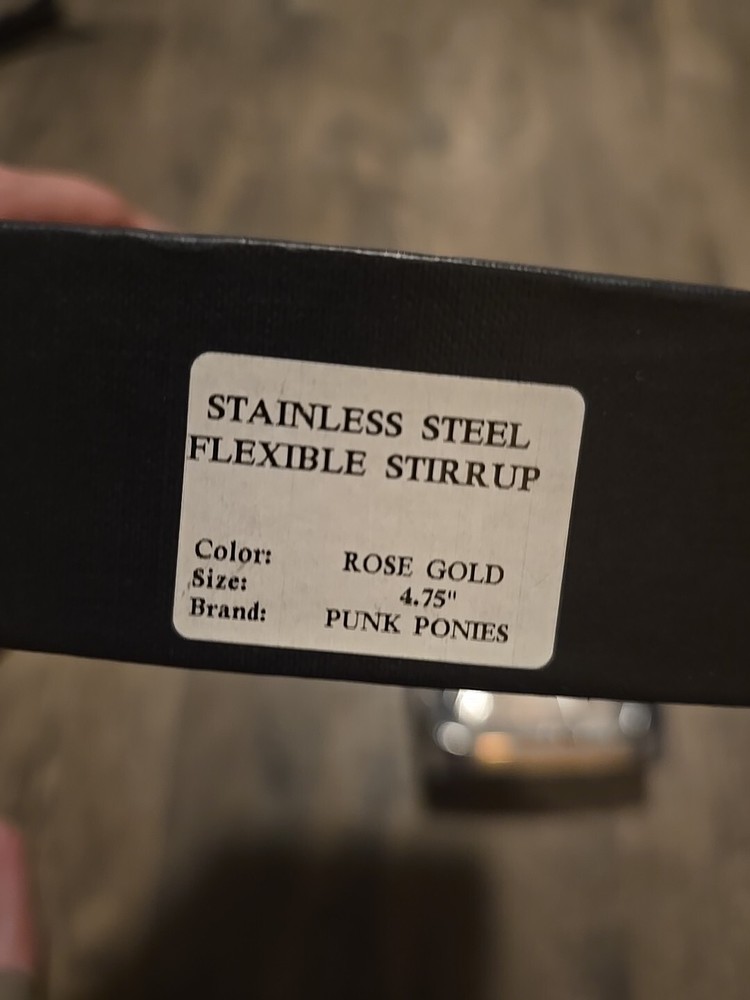 STAINLESS STEEL
FLEXIBLE STIRRUP
Color: ROSE GOLD
Size: 4.75"
Brand: PUNK PONIES